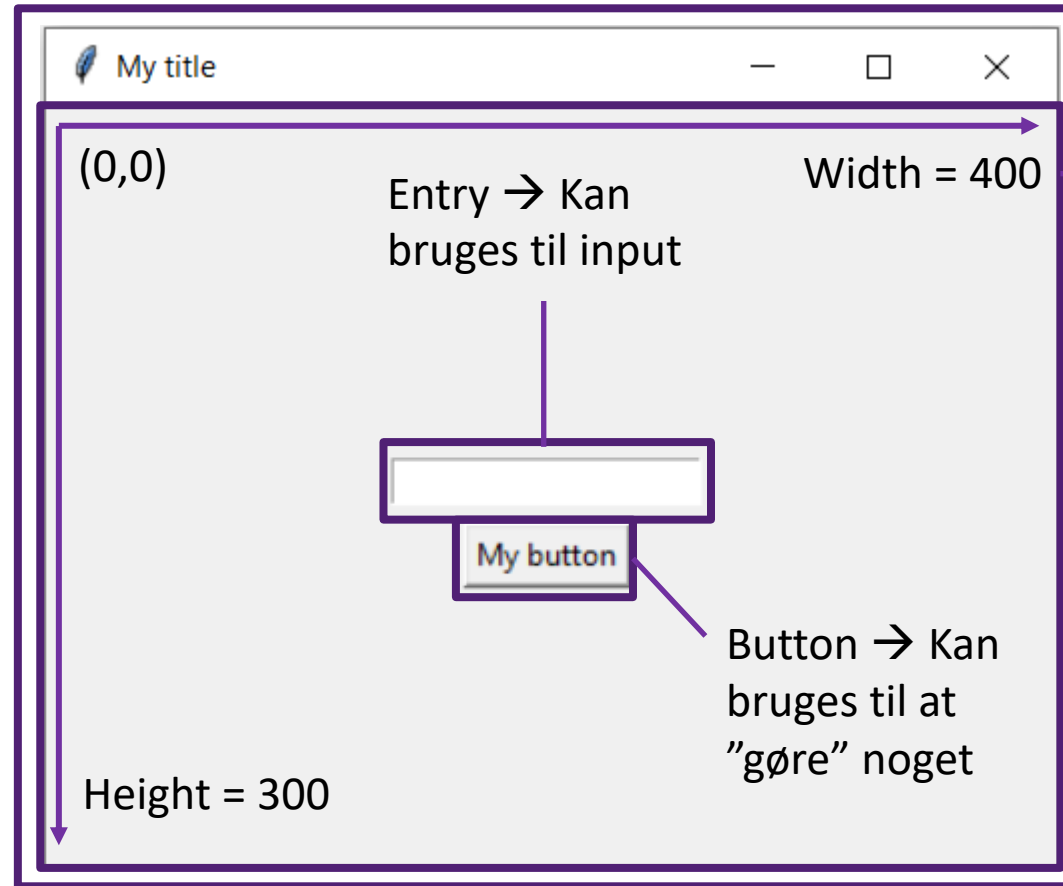 My title
(0,0)
Width = 400
Entry → Kan
bruges til input
My button
Button → Kan
bruges til at
”gøre” noget
Height = 300